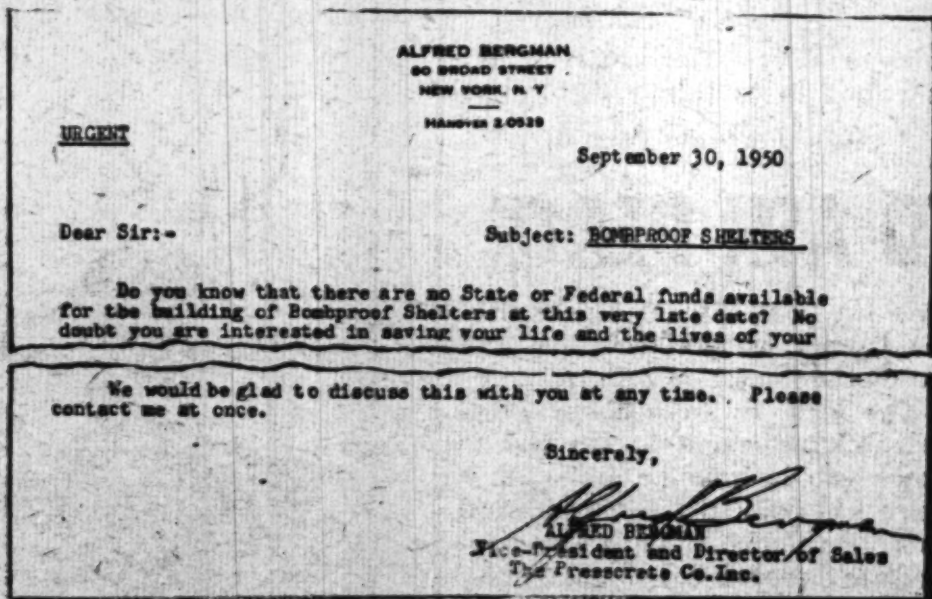 ALFRED BERGMAN
80 BROAD STREET
NEW YORK, N. Y
HANOVER 2.0529
URGENT
September 30, 1950
Dear Sir:-
Subject: BOMBPROOF SHELTERS
Do you know that there are no State or Federal funds available
for the building of Bombproof Shelters at this very late date? No
doubt you are interested in saving your life and the lives of your
We would be glad to discuss this with you at any time. Please
contact me at once.
Sincerely,
Alfred Bergman
ALFRED BERGMAN
Vice-President and Director of Sales
The Presscrete Co.Inc.